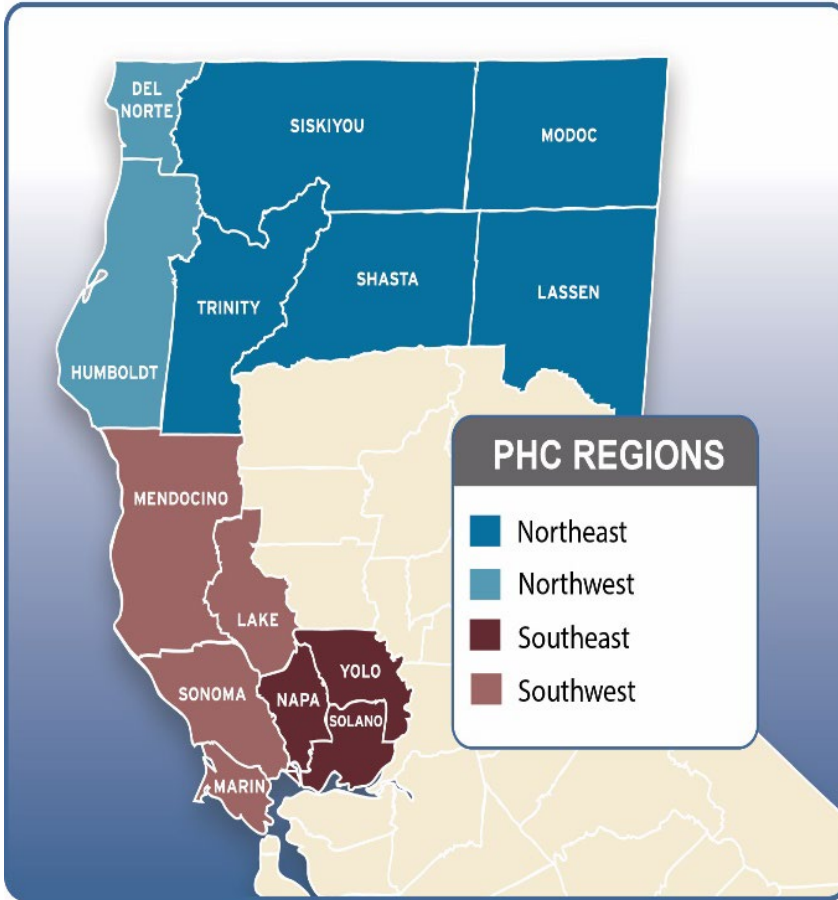 DEL
NORTE
SISKIYOU
MODOC
TRINITY
SHASTA
LASSEN
HUMBOLDT
MENDOCINO
LAKE
SONOMA
NAPA
YOLO
SOLANO
MARIN
PHC REGIONS
Northeast
Northwest
Southeast
Southwest